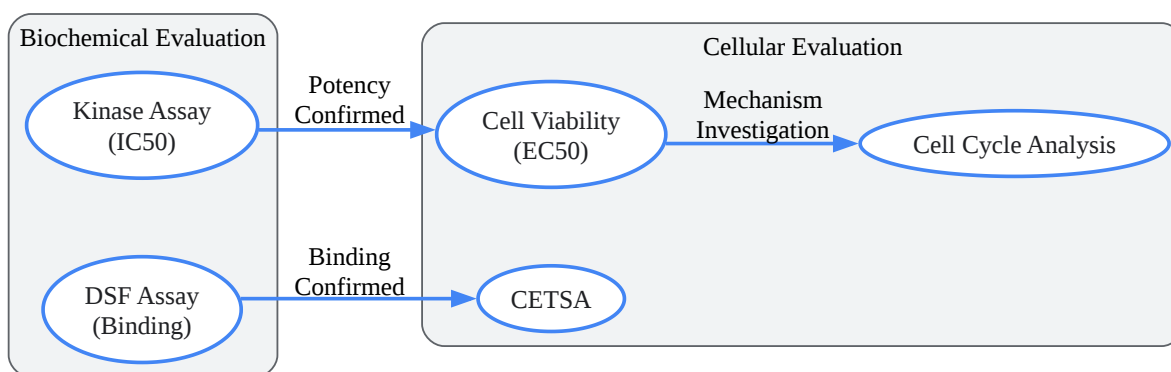 Biochemical Evaluation
Kinase Assay
(IC50)
DSF Assay
(Binding)
Potency
Confirmed
Binding
Confirmed
Cellular Evaluation
Cell Viability
(EC50)
Mechanism
Investigation
Cell Cycle Analysis
CETSA